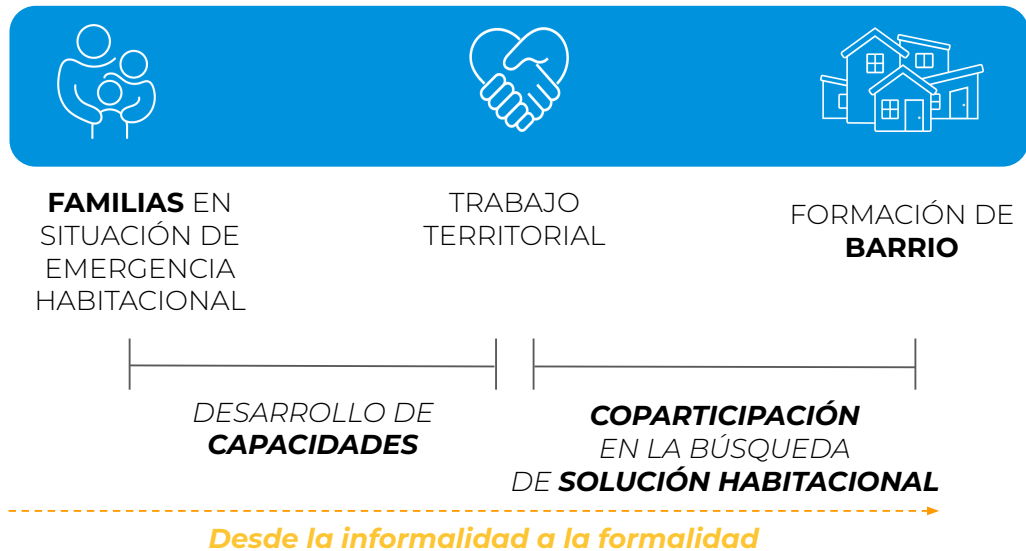 FAMILIAS EN
SITUACIÓN DE
EMERGENCIA
HABITACIONAL
TRABAJO
TERRITORIAL
FORMACIÓN DE
BARRIO
DESARROLLO DE
CAPACIDADES
COPARTICIPACIÓN
EN LA BÚSQUEDA
DE SOLUCIÓN HABITACIONAL
Desde la informalidad a la formalidad